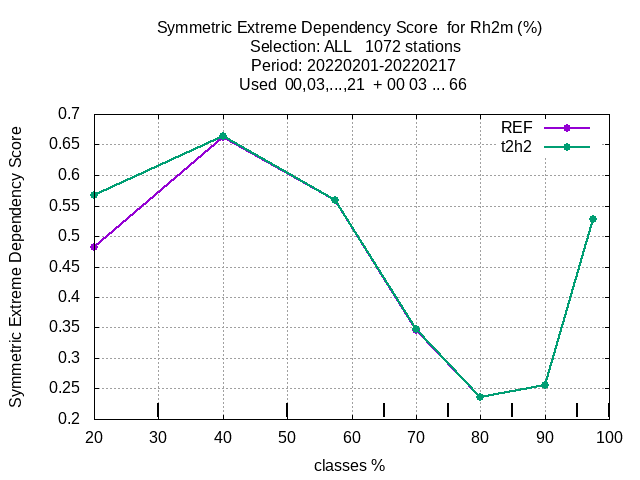 Symmetric Extreme Dependency Score  for Rh2m (%)
Selection: ALL   1072 stations
Period: 20220201-20220217
Used  00,03,...,21  + 00 03 ... 66
Symmetric Extreme Dependency Score
0.7
0.65
0.6
0.55
0.5
0.45
0.4
0.35
0.3
0.25
0.2
REF
t2h2
20 30 40 50 60 70 80 90 100
classes %